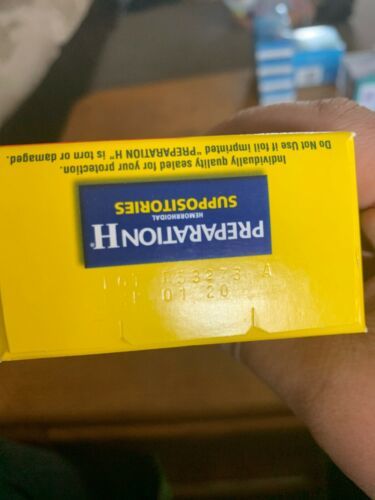 Individually quality sealed for your protection.
Do Not Use if foil imprinted "PREPARATION H" is torn or damaged.
PREPARATION H®
HEMORRHOIDAL
SUPPOSITORIES
A
01 20